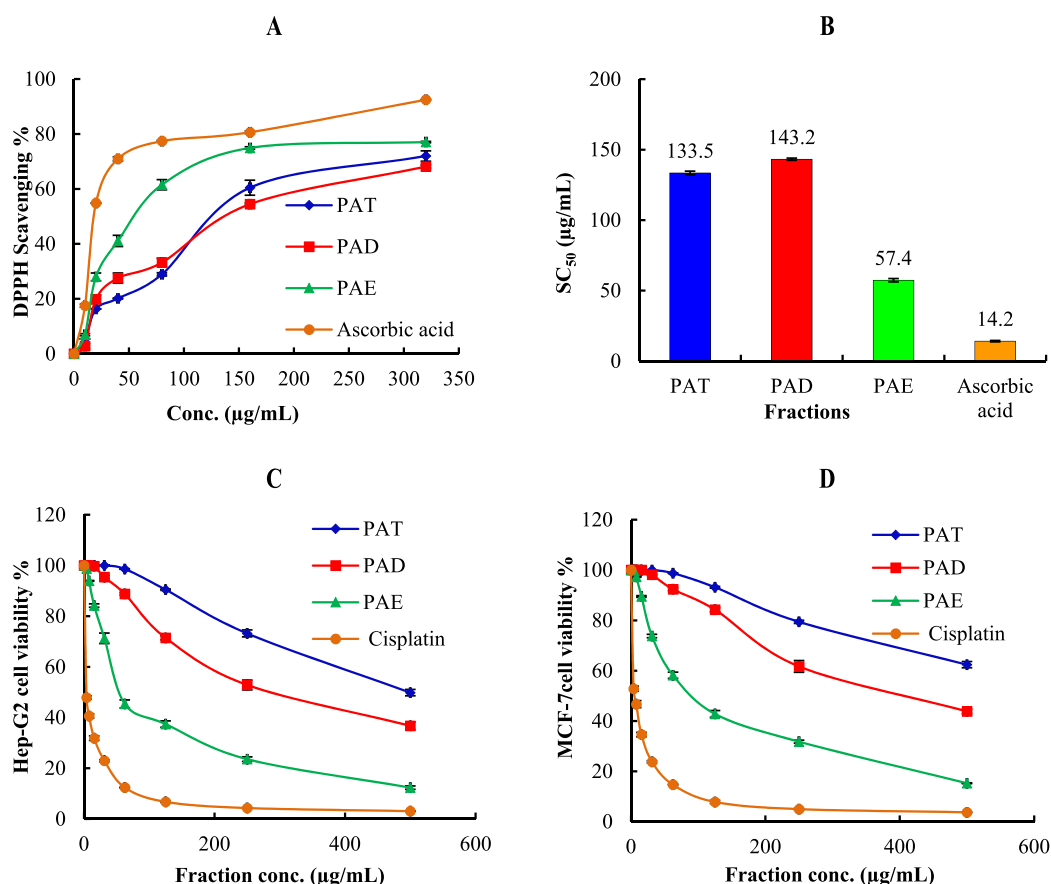 A
100
80
60
40
20
0
DPPH Scavenging %
0 50 100 150 200 250 300 350
Conc. (µg/mL)
PAT
PAD
PAE
Ascorbic acid
B
200
150
100
50
0
SC50 (µg/mL)
133.5
143.2
57.4
14.2
PAT PAD PAE Ascorbic
acid
Fractions
C
120
100
80
60
40
20
0
Hep-G2 cell viability %
0 200 400 600
Fraction conc. (µg/mL)
PAT
PAD
PAE
Cisplatin
D
120
100
80
60
40
20
0
MCF-7cell viability %
0 200 400 600
Fraction conc. (µg/mL)
PAT
PAD
PAE
Cisplatin